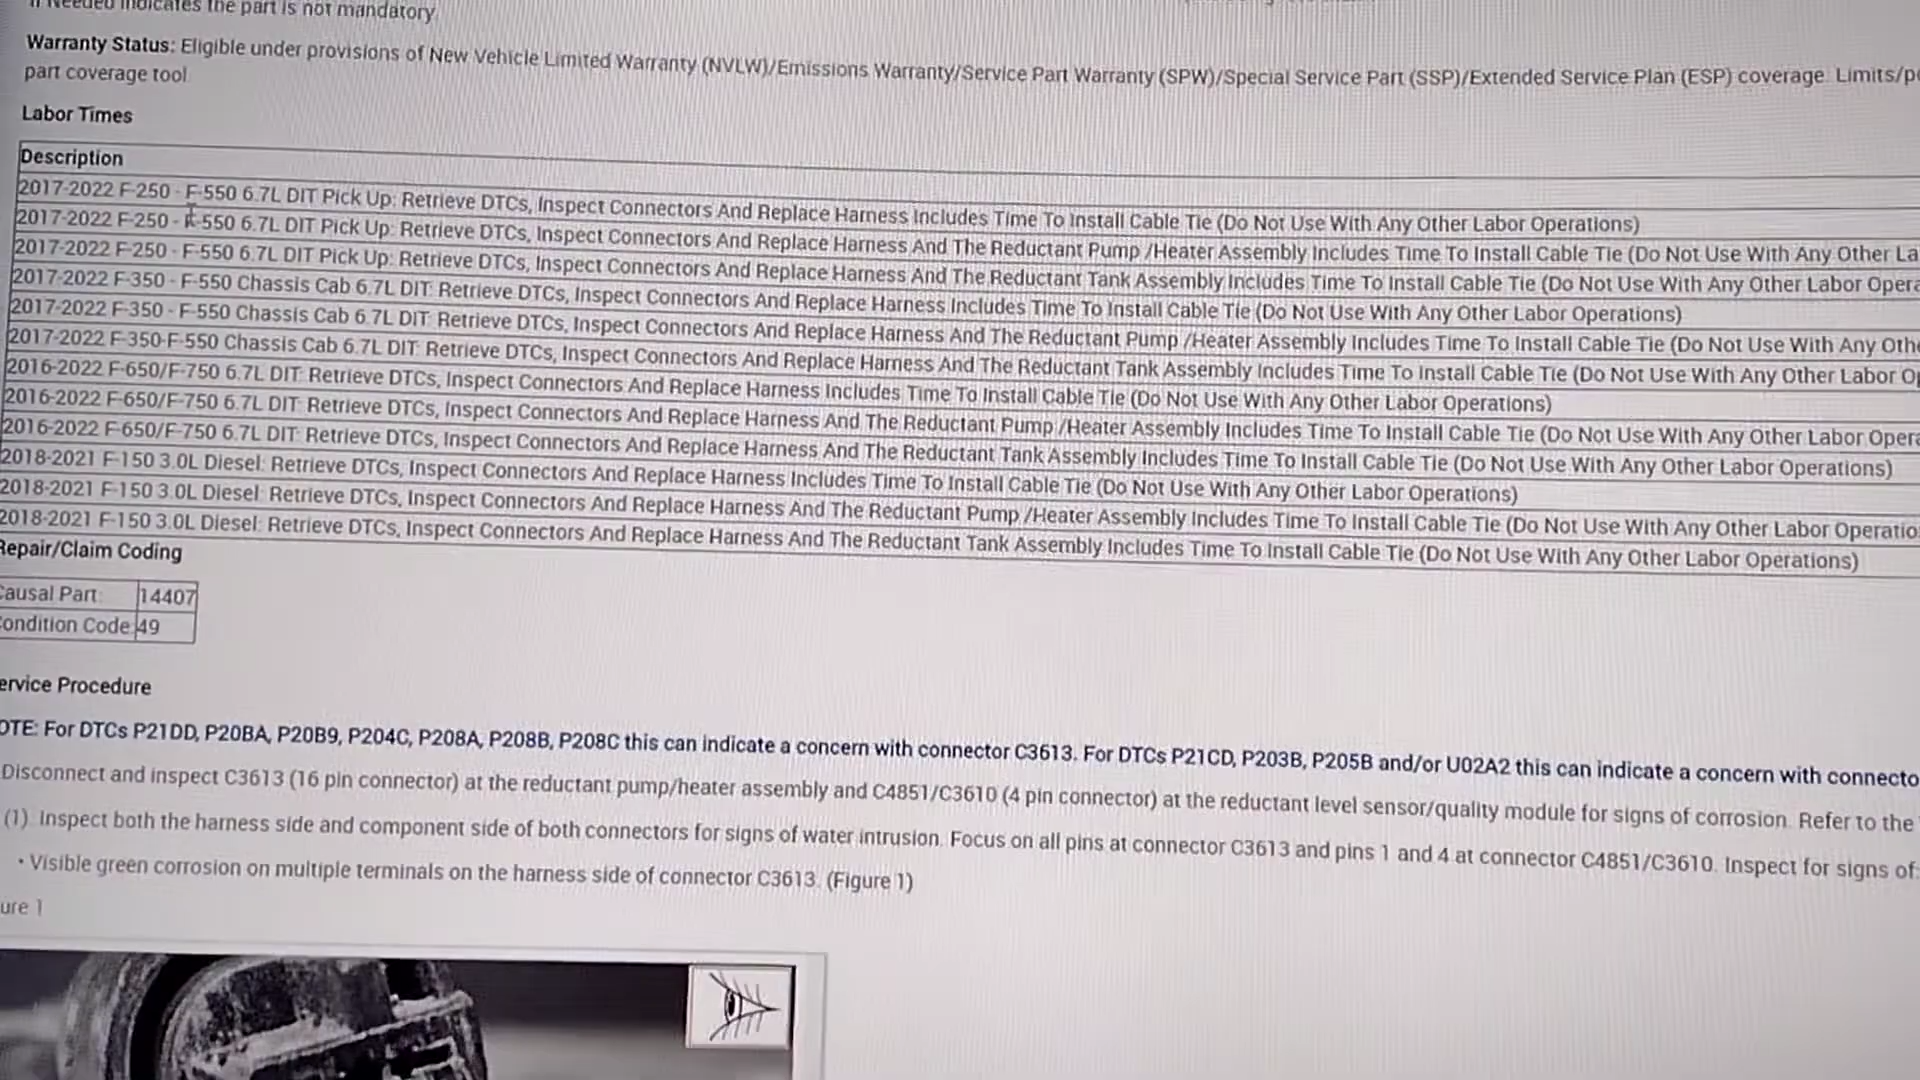 If Needed indicates the part is not mandatory
Warranty Status: Eligible under provisions of New Vehicle Limited Warranty (NVLW)/Emissions Warranty/Service Part Warranty (SPW)/Special Service Part (SSP)/Extended Service Plan (ESP) coverage. Limits/p
part coverage tool
Labor Times
Description
2017-2022 F-250 - F-550 6.7L DIT Pick Up: Retrieve DTCs, Inspect Connectors And Replace Harness Includes Time To Install Cable Tie (Do Not Use With Any Other Labor Operations)
2017-2022 F-250 - F-550 6.7L DIT Pick Up: Retrieve DTCs, Inspect Connectors And Replace Harness And The Reductant Pump /Heater Assembly Includes Time To Install Cable Tie (Do Not Use With Any Other La
2017-2022 F-250 - F-550 6.7L DIT Pick Up: Retrieve DTCs, Inspect Connectors And Replace Harness And The Reductant Tank Assembly Includes Time To Install Cable Tie (Do Not Use With Any Other Labor Opera
2017-2022 F-350 - F-550 Chassis Cab 6.7L DIT: Retrieve DTCs, Inspect Connectors And Replace Harness Includes Time To Install Cable Tie (Do Not Use With Any Other Labor Operations)
2017-2022 F-350 - F-550 Chassis Cab 6.7L DIT: Retrieve DTCs, Inspect Connectors And Replace Harness And The Reductant Pump /Heater Assembly Includes Time To Install Cable Tie (Do Not Use With Any Othe
2017-2022 F-350-F-550 Chassis Cab 6.7L DIT: Retrieve DTCs, Inspect Connectors And Replace Harness And The Reductant Tank Assembly Includes Time To Install Cable Tie (Do Not Use With Any Other Labor Op
2016-2022 F-650/F-750 6.7L DIT: Retrieve DTCs, Inspect Connectors And Replace Harness Includes Time To Install Cable Tie (Do Not Use With Any Other Labor Operations)
2016-2022 F-650/F-750 6.7L DIT: Retrieve DTCs, Inspect Connectors And Replace Harness And The Reductant Pump /Heater Assembly Includes Time To Install Cable Tie (Do Not Use With Any Other Labor Opera
2016-2022 F-650/F-750 6.7L DIT: Retrieve DTCs, Inspect Connectors And Replace Harness And The Reductant Tank Assembly Includes Time To Install Cable Tie (Do Not Use With Any Other Labor Operations)
2018-2021 F-150 3.0L Diesel: Retrieve DTCs, Inspect Connectors And Replace Harness Includes Time To Install Cable Tie (Do Not Use With Any Other Labor Operations)
2018-2021 F-150 3.0L Diesel: Retrieve DTCs, Inspect Connectors And Replace Harness And The Reductant Pump /Heater Assembly Includes Time To Install Cable Tie (Do Not Use With Any Other Labor Operatio
2018-2021 F-150 3.0L Diesel: Retrieve DTCs, Inspect Connectors And Replace Harness And The Reductant Tank Assembly Includes Time To Install Cable Tie (Do Not Use With Any Other Labor Operations)
Repair/Claim Coding
Causal Part: 14407
ondition Code: 49
ervice Procedure
OTE: For DTCs P21DD, P20BA, P20B9, P204C, P208A, P208B, P208C this can indicate a concern with connector C3613. For DTCs P21CD, P203B, P205B and/or U02A2 this can indicate a concern with connecto
Disconnect and inspect C3613 (16 pin connector) at the reductant pump/heater assembly and C4851/C3610 (4 pin connector) at the reductant level sensor/quality module for signs of corrosion. Refer to the
(1). Inspect both the harness side and component side of both connectors for signs of water intrusion. Focus on all pins at connector C3613 and pins 1 and 4 at connector C4851/C3610. Inspect for signs of:
• Visible green corrosion on multiple terminals on the harness side of connector C3613. (Figure 1)
ure 1